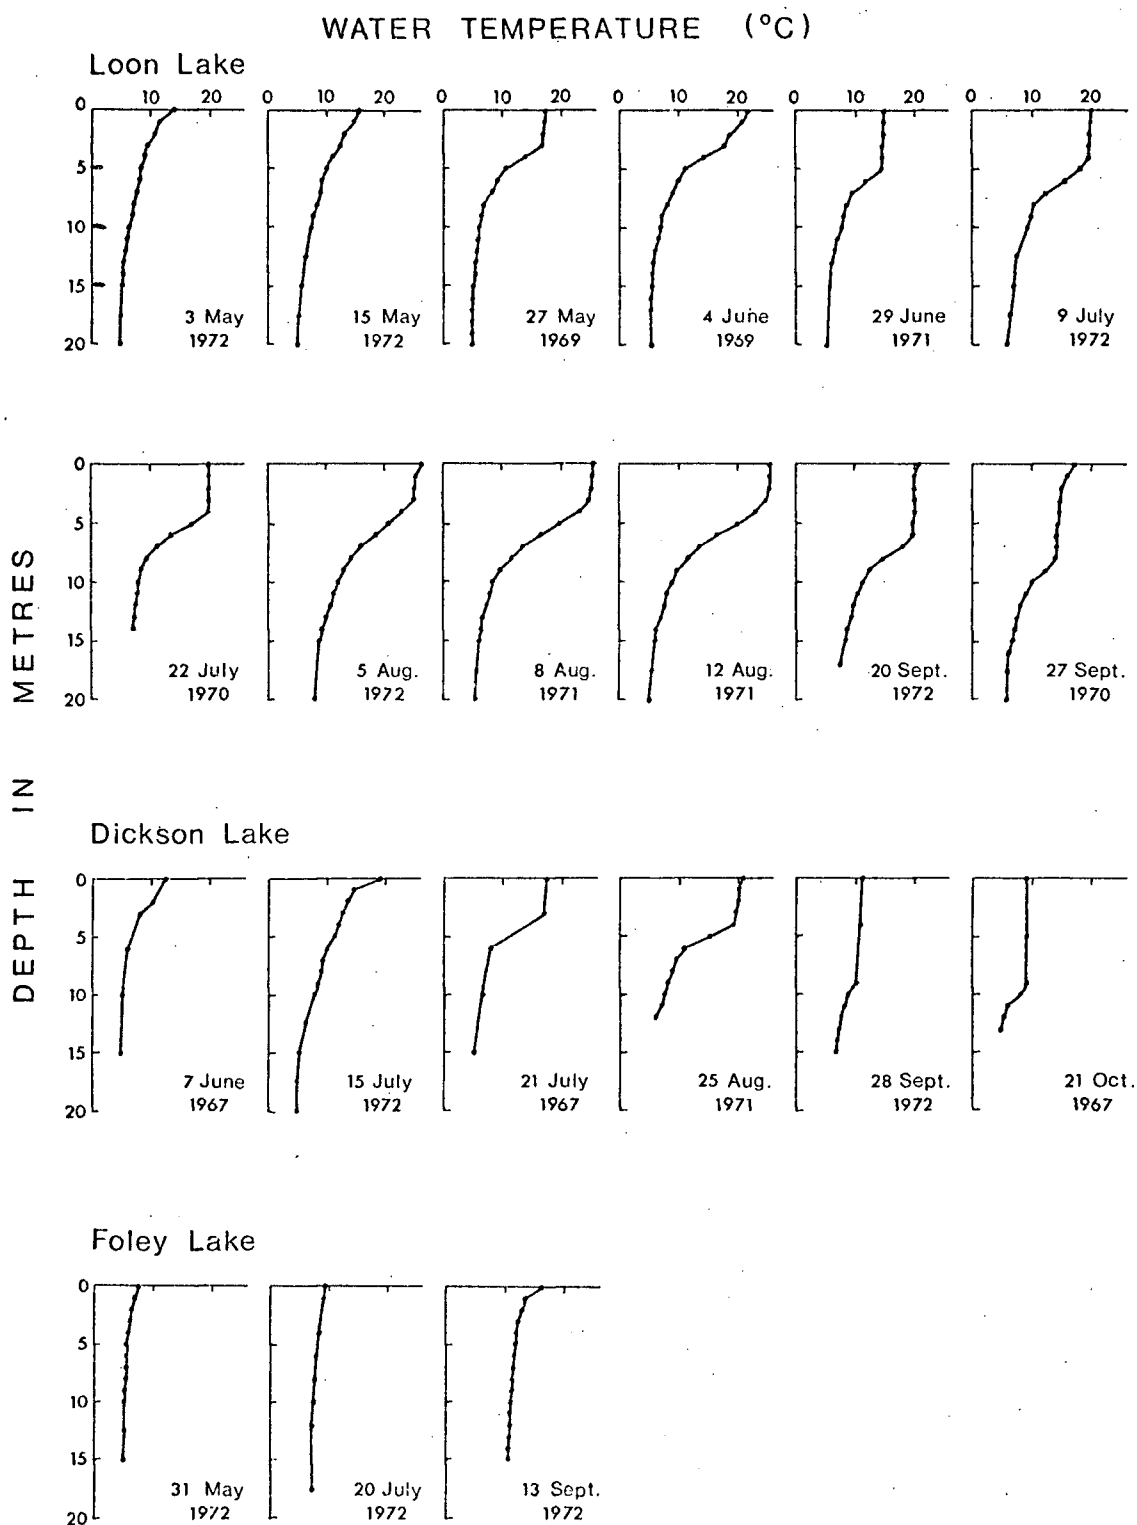 WATER TEMPERATURE (°C)
Loon Lake
0 10 20 0 10 20 0 10 20 0 10 20 0 10 20 0 10 20
0
5
10
15
20
3 May
1972
15 May
1972
27 May
1969
4 June
1969
29 June
1971
9 July
1972
DEPTH IN METRES
0
5
10
15
20
22 July
1970
5 Aug.
1972
8 Aug.
1971
12 Aug.
1971
20 Sept.
1972
27 Sept.
1970
Dickson Lake
0
5
10
15
20
7 June
1967
15 July
1972
21 July
1967
25 Aug.
1971
28 Sept.
1972
21 Oct.
1967
Foley Lake
0
5
10
15
20
31 May
1972
20 July
1972
13 Sept.
1972